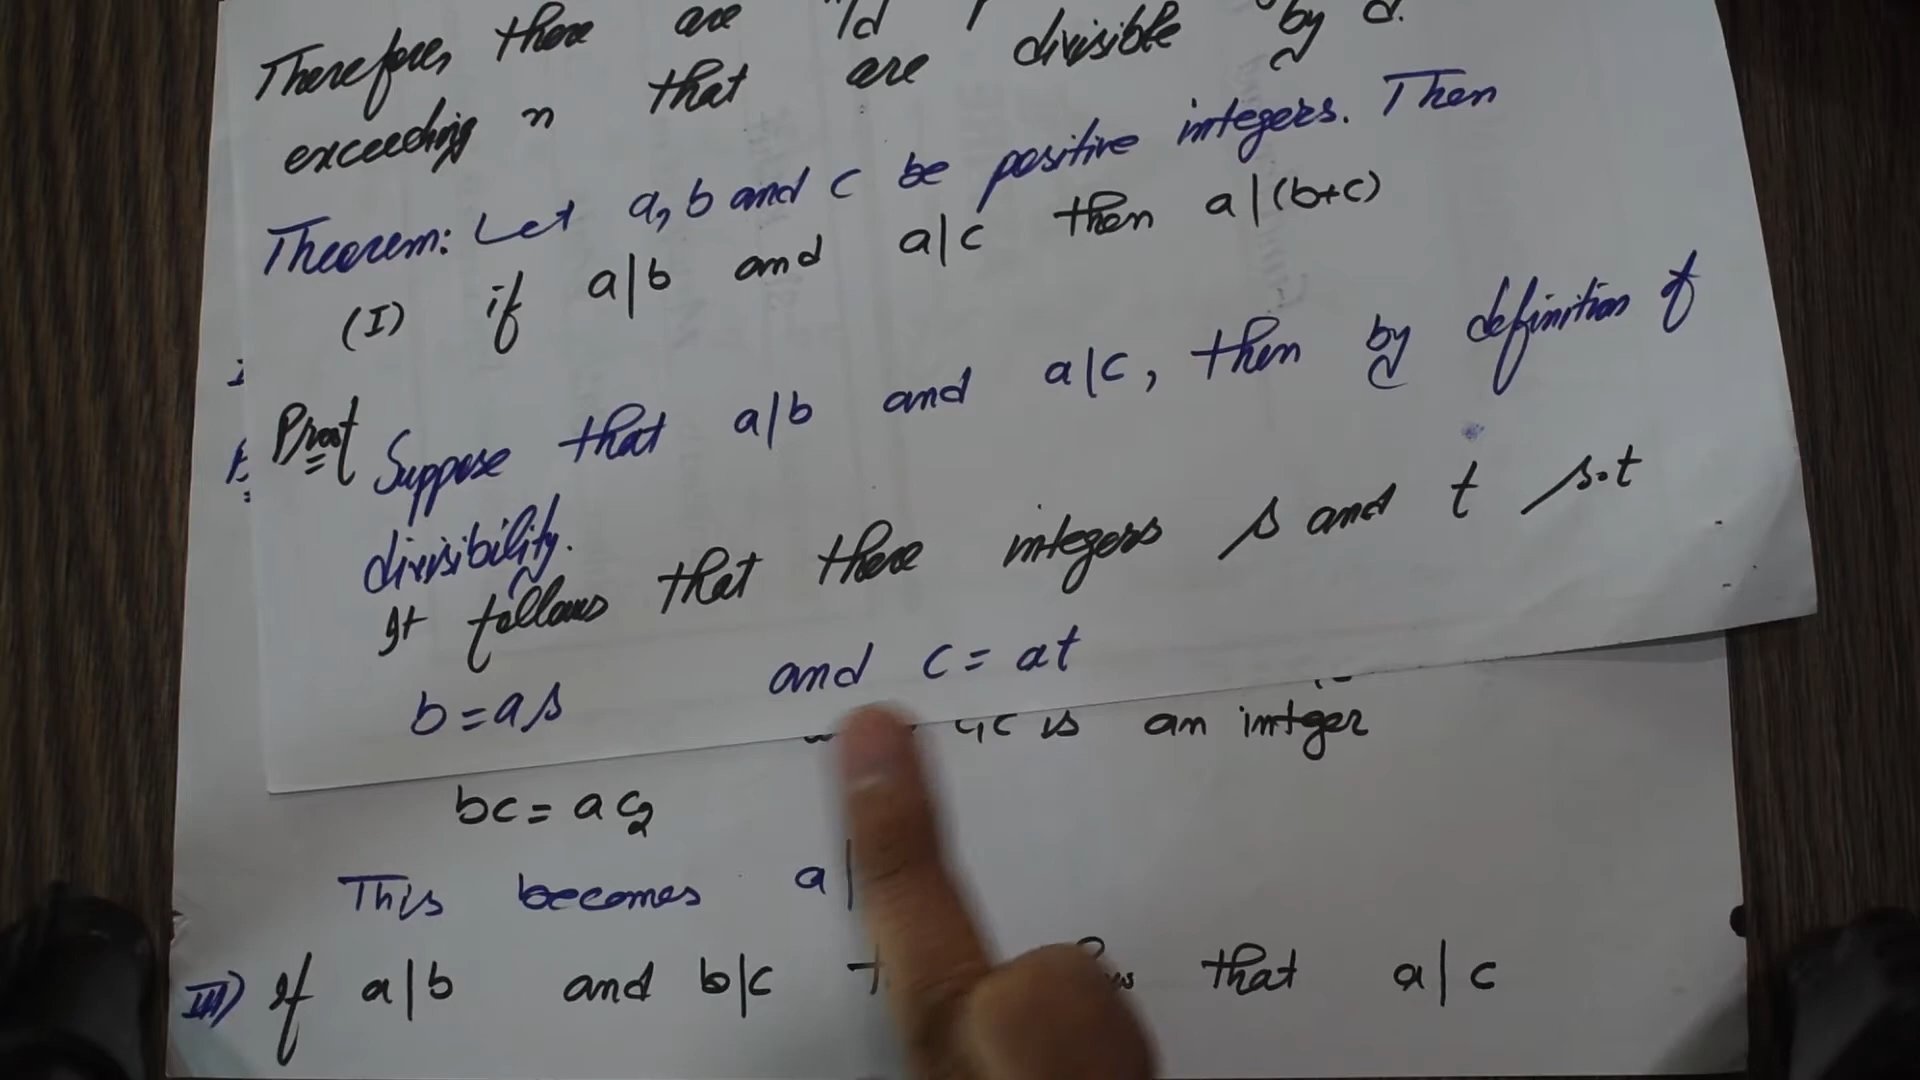 Therefore, there are divisible by d.
exceeding n that are
Theorem: Let a, b and c be positive integers. Then
(I) if a|b and a|c then a|(b+c)
Proof Suppose that a|b and a|c, then by definition of
divisibility.
It follows that there integers s and t s.t
b = as and c = at
is an integer
bc = ac₂
This becomes a|
III) If a|b and b|c that a|c